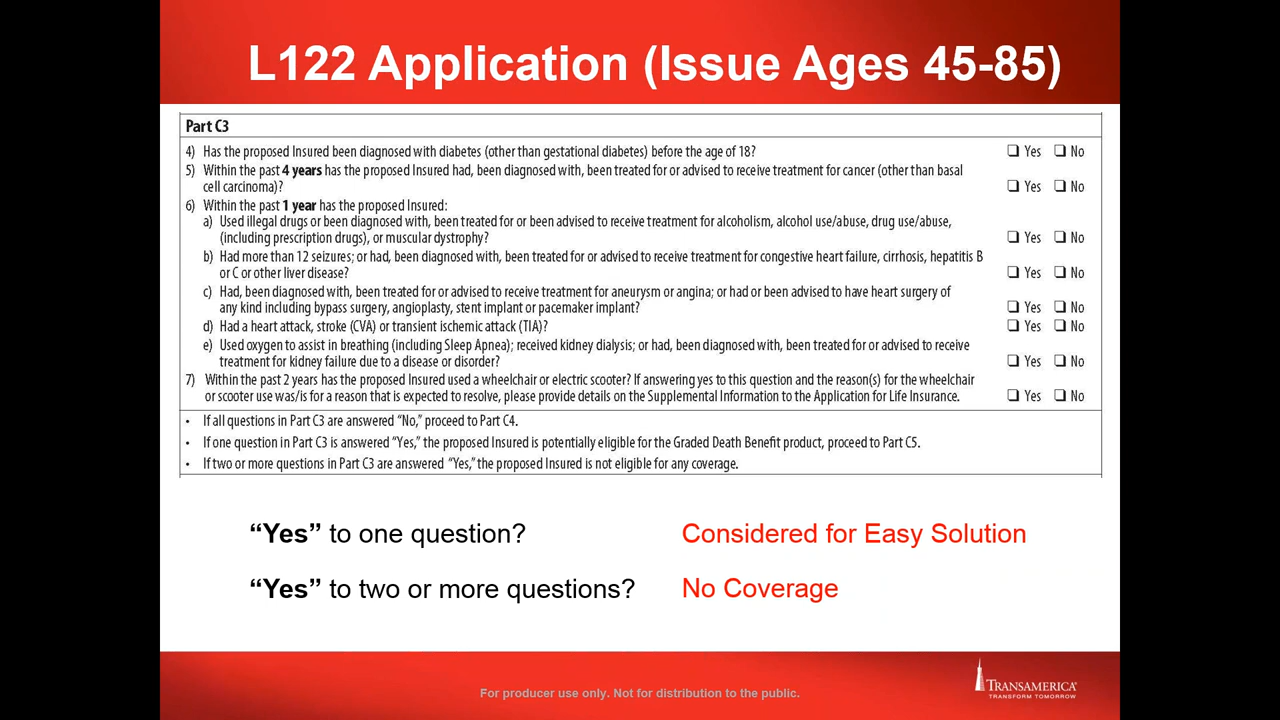 L122 Application (Issue Ages 45-85)
Part C3
4) Has the proposed Insured been diagnosed with diabetes (other than gestational diabetes) before the age of 18? ❑ Yes ❑ No
5) Within the past 4 years has the proposed Insured had, been diagnosed with, been treated for or advised to receive treatment for cancer (other than basal
cell carcinoma)? ❑ Yes ❑ No
6) Within the past 1 year has the proposed Insured:
a) Used illegal drugs or been diagnosed with, been treated for or been advised to receive treatment for alcoholism, alcohol use/abuse, drug use/abuse,
(including prescription drugs), or muscular dystrophy? ❑ Yes ❑ No
b) Had more than 12 seizures; or had, been diagnosed with, been treated for or advised to receive treatment for congestive heart failure, cirrhosis, hepatitis B
or C or other liver disease? ❑ Yes ❑ No
c) Had, been diagnosed with, been treated for or advised to receive treatment for aneurysm or angina; or had or been advised to have heart surgery of
any kind including bypass surgery, angioplasty, stent implant or pacemaker implant? ❑ Yes ❑ No
d) Had a heart attack, stroke (CVA) or transient ischemic attack (TIA)? ❑ Yes ❑ No
e) Used oxygen to assist in breathing (including Sleep Apnea); received kidney dialysis; or had, been diagnosed with, been treated for or advised to receive
treatment for kidney failure due to a disease or disorder? ❑ Yes ❑ No
7) Within the past 2 years has the proposed Insured used a wheelchair or electric scooter? If answering yes to this question and the reason(s) for the wheelchair
or scooter use was/is for a reason that is expected to resolve, please provide details on the Supplemental Information to the Application for Life Insurance. ❑ Yes ❑ No
• If all questions in Part C3 are answered “No,” proceed to Part C4.
• If one question in Part C3 is answered “Yes,” the proposed Insured is potentially eligible for the Graded Death Benefit product, proceed to Part C5.
• If two or more questions in Part C3 are answered “Yes,” the proposed Insured is not eligible for any coverage.
“Yes” to one question? Considered for Easy Solution
“Yes” to two or more questions? No Coverage
For producer use only. Not for distribution to the public.
TRANSAMERICA®
TRANSFORM TOMORROW